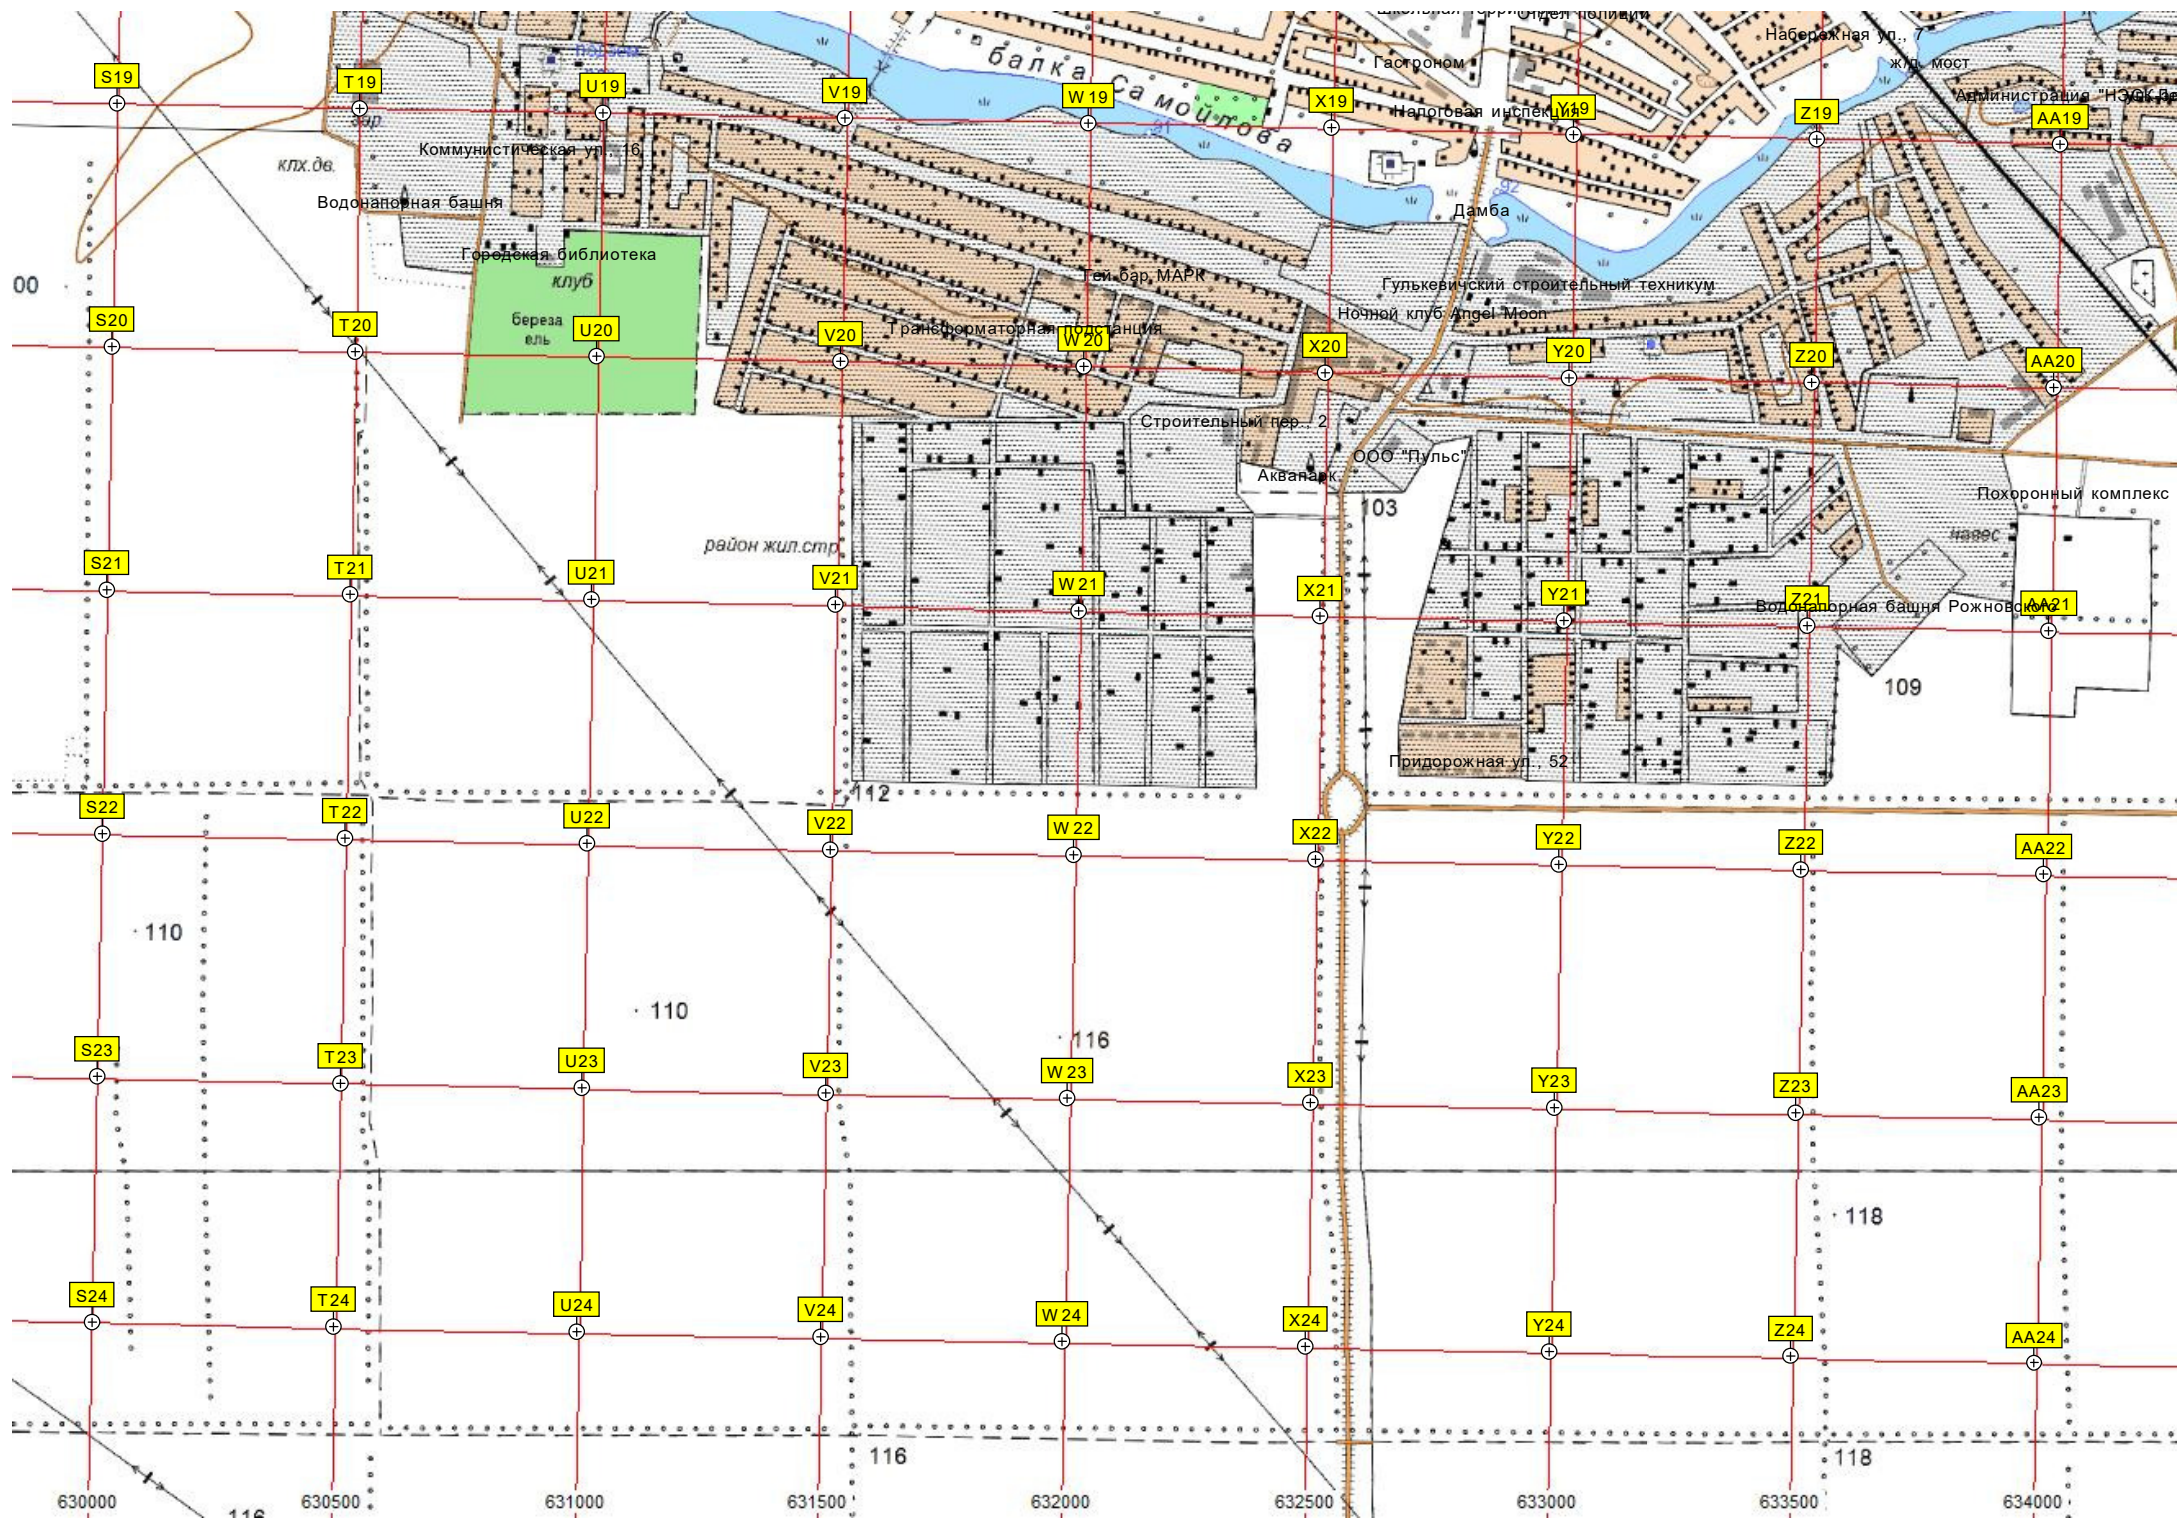 Набережная ул., 7
Гастроном
ж/д. мост
балка Самойлова
S19
T19
U19
V19
W19
X19
Налоговая инспекция
Y19
Z19
AA19
91
Коммунистическая ул., 16
клх.дв.
Водонапорная башня
92
Дамба
Городская библиотека
клуб
Гей бар МАРК
Гулькевичский строительный техникум
00
береза
ель
Ночной клуб Angel Moon
Трансформаторная подстанция
S20
T20
U20
V20
W20
X20
Y20
Z20
AA20
Строительный пер., 2
ООО "Пульс"
Аквапарк
Похоронный комплекс
103
навес
район жил.стр
S21
T21
U21
V21
W21
X21
Y21
Z21
AA21
Водонапорная башня Рожновского
109
Придорожная ул., 52
112
S22
T22
U22
V22
W22
X22
Y22
Z22
AA22
110
110
116
S23
T23
U23
V23
W23
X23
Y23
Z23
AA23
118
S24
T24
U24
V24
W24
X24
Y24
Z24
AA24
116
118
630000
630500
631000
631500
632000
632500
633000
633500
634000
116